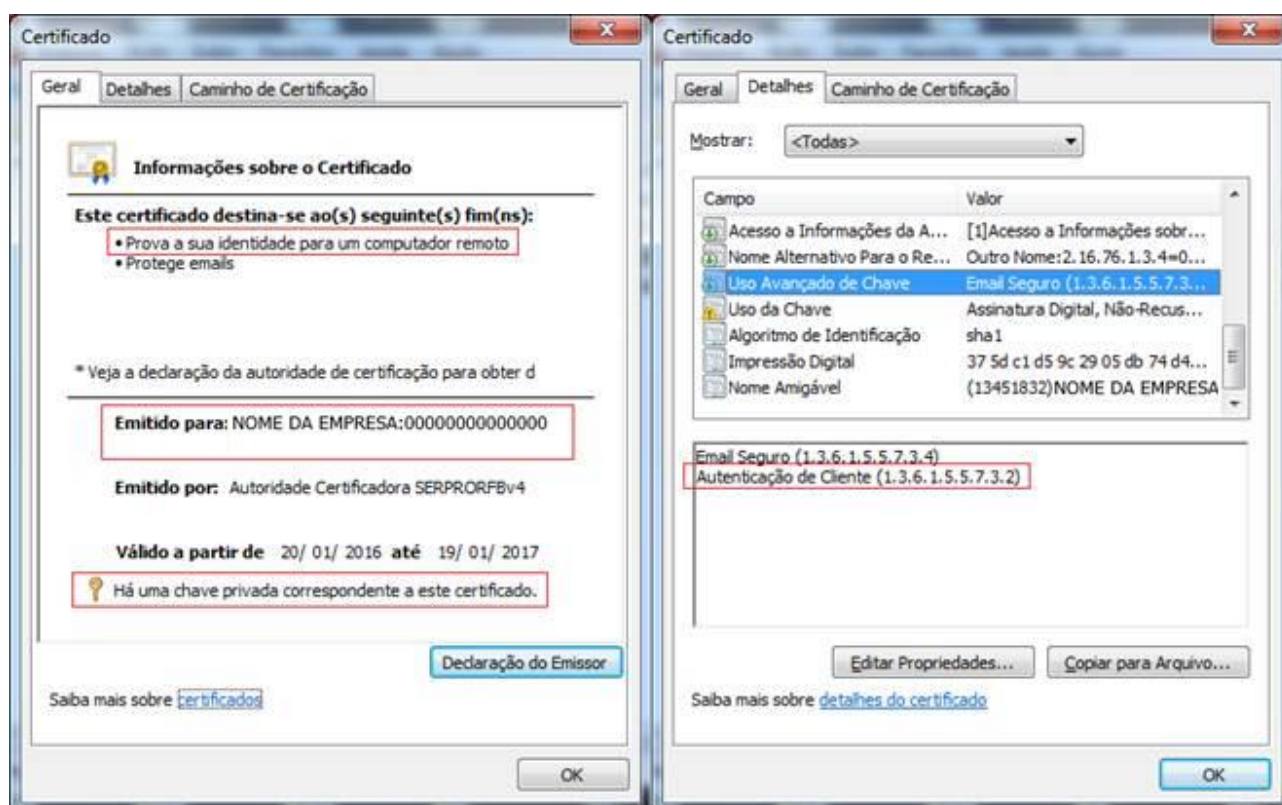 Certificado
Geral Detalhes Caminho de Certificação
Informações sobre o Certificado
Este certificado destina-se ao(s) seguinte(s) fim(ns):
• Prova a sua identidade para um computador remoto
• Protege emails
* Veja a declaração da autoridade de certificação para obter d
Emitido para: NOME DA EMPRESA:00000000000000
Emitido por: Autoridade Certificadora SERPRORFBv4
Válido a partir de 20/ 01/ 2016 até 19/ 01/ 2017
Há uma chave privada correspondente a este certificado.
Declaração do Emissor
Saiba mais sobre certificados
OK
Certificado
Geral Detalhes Caminho de Certificação
Mostrar: <Todas>
Campo Valor
Acesso a Informações da A... [1]Acesso a Informações sobr...
Nome Alternativo Para o Re... Outro Nome:2.16.76.1.3.4=0...
Uso Avançado de Chave Email Seguro (1.3.6.1.5.5.7.3...
Uso da Chave Assinatura Digital, Não-Recus...
Algoritmo de Identificação sha1
Impressão Digital 37 5d c1 d5 9c 29 05 db 74 d4...
Nome Amigável (13451832)NOME DA EMPRESA
Email Seguro (1.3.6.1.5.5.7.3.4)
Autenticação de Cliente (1.3.6.1.5.5.7.3.2)
Editar Propriedades... Copiar para Arquivo...
Saiba mais sobre detalhes do certificado
OK